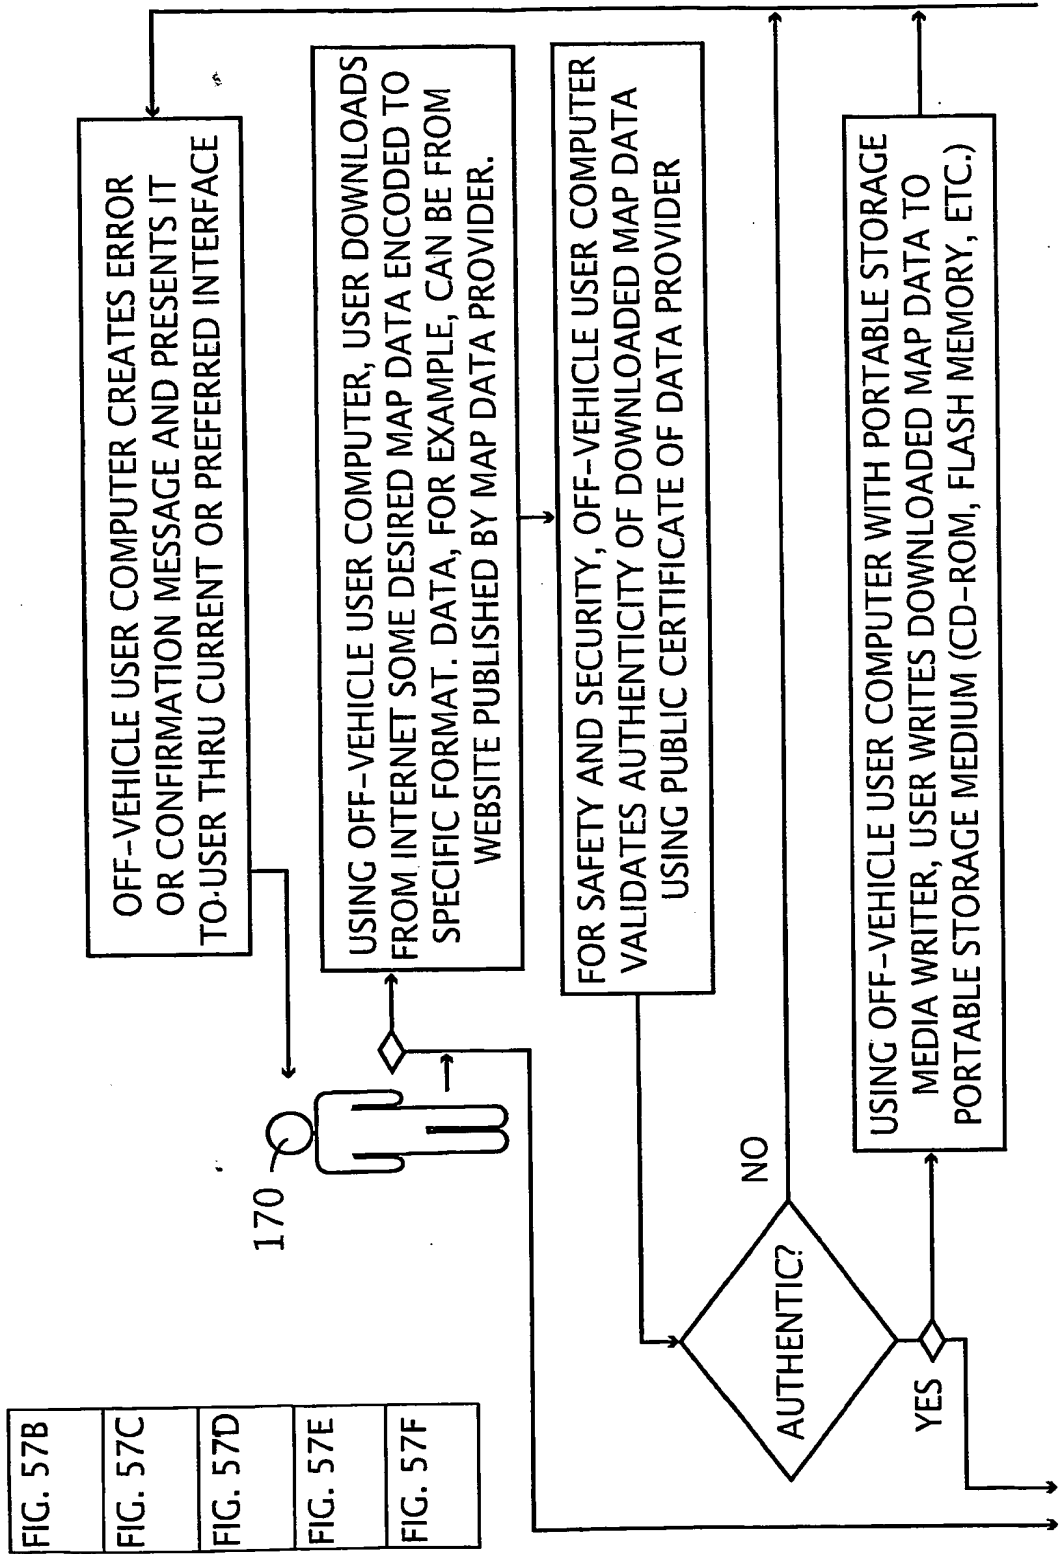 FIG. 57B
FIG. 57C
FIG. 57D
FIG. 57E
FIG. 57F
OFF-VEHICLE USER COMPUTER CREATES ERROR
OR CONFIRMATION MESSAGE AND PRESENTS IT
TO USER THRU CURRENT OR PREFERRED INTERFACE
170
USING OFF-VEHICLE USER COMPUTER, USER DOWNLOADS
FROM INTERNET SOME DESIRED MAP DATA ENCODED TO
SPECIFIC FORMAT. DATA, FOR EXAMPLE, CAN BE FROM
WEBSITE PUBLISHED BY MAP DATA PROVIDER.
FOR SAFETY AND SECURITY, OFF-VEHICLE USER COMPUTER
VALIDATES AUTHENTICITY OF DOWNLOADED MAP DATA
USING PUBLIC CERTIFICATE OF DATA PROVIDER
AUTHENTIC?
NO
YES
USING OFF-VEHICLE USER COMPUTER WITH PORTABLE STORAGE
MEDIA WRITER, USER WRITES DOWNLOADED MAP DATA TO
PORTABLE STORAGE MEDIUM (CD-ROM, FLASH MEMORY, ETC.)